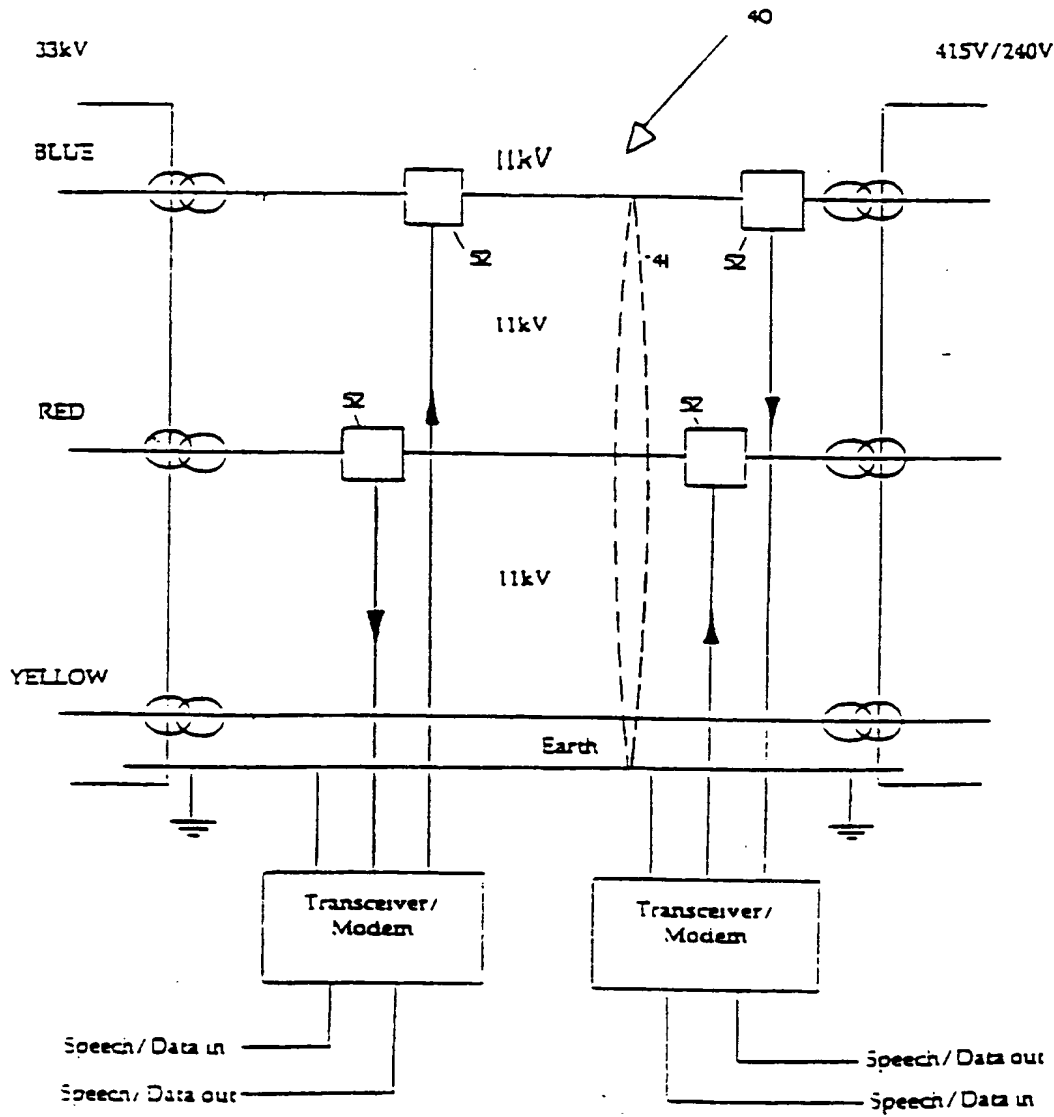 40
33kV
415V/240V
BLUE
11kV
52
41
52
11kV
RED
52
52
11kV
YELLOW
Earth
Transceiver/
Modem
Transceiver/
Modem
Speech/Data in
Speech/Data out
Speech/Data out
Speech/Data in